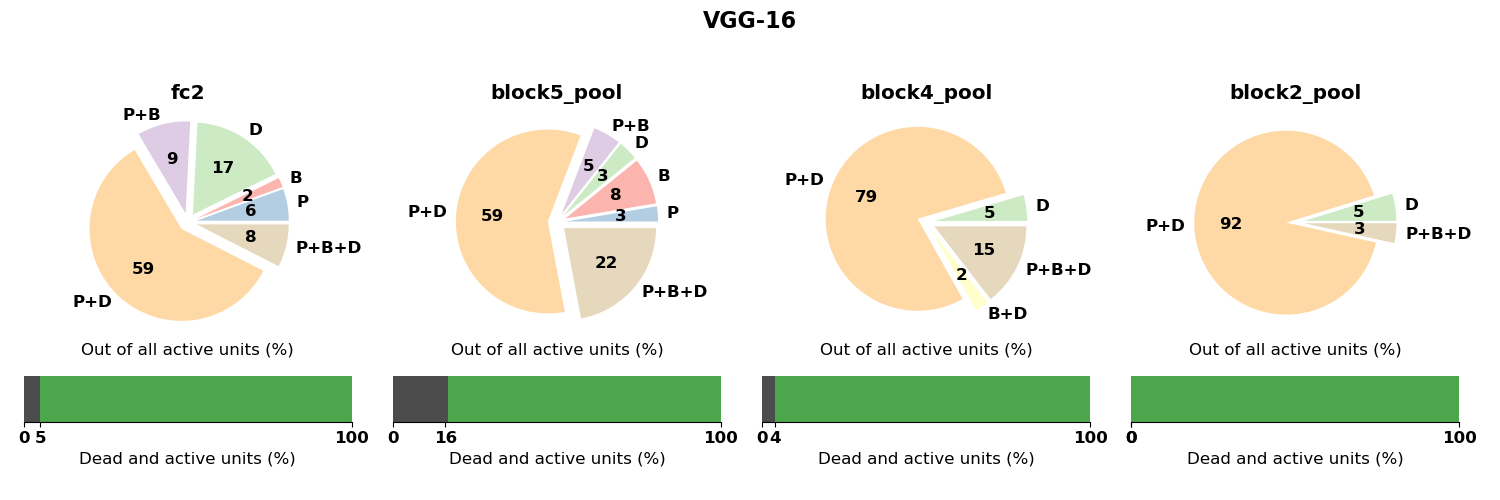 VGG-16
fc2
P+B
D
B
P
P+B+D
P+D
9
17
2
6
8
59
Out of all active units (%)
0 5 100
Dead and active units (%)
block5_pool
P+B
D
B
P
P+D
P+B+D
5
3
8
3
59
22
Out of all active units (%)
0 16 100
Dead and active units (%)
block4_pool
P+D
D
P+B+D
B+D
79
5
15
2
Out of all active units (%)
0 4 100
Dead and active units (%)
block2_pool
P+D
D
P+B+D
92
5
3
Out of all active units (%)
0 100
Dead and active units (%)